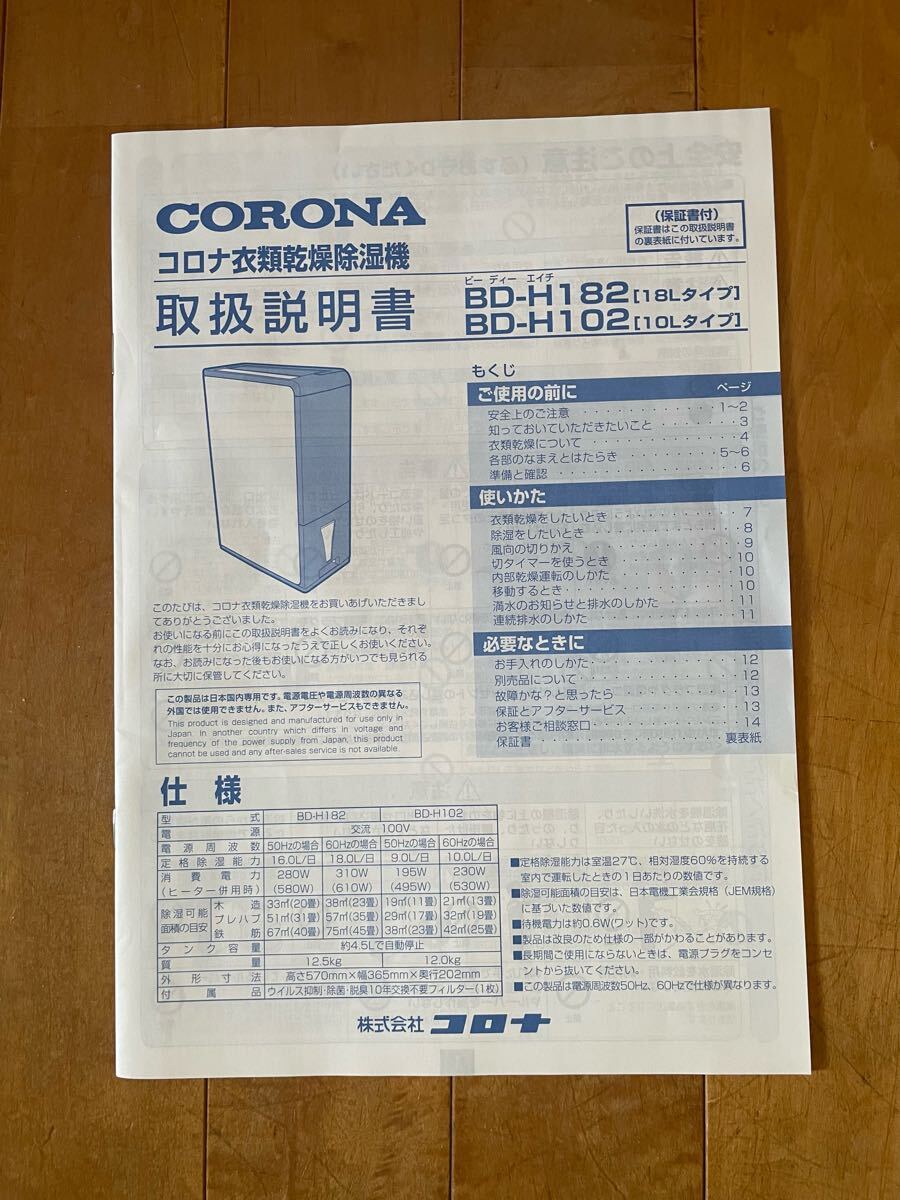 CORONA
コロナ衣類乾燥除湿機
取扱説明書
(保証書付)
保証書はこの取扱説明書
の裏表紙に付いています。
ビー ディー エイチ
BD-H182[18Lタイプ]
BD-H102[10Lタイプ]
このたびは、コロナ衣類乾燥除湿機をお買いあげいただきまし
てありがとうございました。
お使いになる前にこの取扱説明書をよくお読みになり、それぞ
れの性能を十分にお心得になったうえで正しくお使いください。
なお、お読みになった後もお使いになる方がいつでも見られる
所に大切に保管してください。
この製品は日本国内専用です。電源電圧や電源周波数の異なる
外国では使用できません。また、アフターサービスもできません。
This product is designed and manufactured for use only in
Japan. In another country which differs in voltage and
frequency of the power supply from Japan, this product
cannot be used and any after-sales service is not available.
もくじ
ご使用の前に ページ
安全上のご注意 1〜2
知っておいていただきたいこと 3
衣類乾燥について 4
各部のなまえとはたらき 5〜6
準備と確認 6
使いかた
衣類乾燥をしたいとき 7
除湿をしたいとき 8
風向の切りかえ 9
切タイマーを使うとき 10
内部乾燥運転のしかた 10
移動するとき 10
満水のお知らせと排水のしかた 11
連続排水のしかた 11
必要なときに
お手入れのしかた 12
別売品について 12
故障かな?と思ったら 13
保証とアフターサービス 13
お客様ご相談窓口 14
保証書 裏表紙
仕様
型式 BD-H182 BD-H102
電源 交流 100V
電源周波数 50Hzの場合 60Hzの場合 50Hzの場合 60Hzの場合
定格除湿能力 16.0L/日 18.0L/日 9.0L/日 10.0L/日
消費電力 280W 310W 195W 230W
(ヒーター併用時) (580W) (610W) (495W) (530W)
除湿可能面積の目安 木造 33㎡(20畳) 38㎡(23畳) 19㎡(11畳) 21㎡(13畳)
プレハブ 51㎡(31畳) 57㎡(35畳) 29㎡(17畳) 32㎡(19畳)
鉄筋 67㎡(40畳) 75㎡(45畳) 38㎡(23畳) 42㎡(25畳)
タンク容量 約4.5Lで自動停止
質量 12.5kg 12.0kg
外形寸法 高さ570mm×幅365mm×奥行202mm
付属品 ウイルス抑制・除菌・脱臭10年交換不要フィルター(1枚)
■定格除湿能力は室温27℃、相対湿度60%を持続する
室内で運転したときの1日あたりの数値です。
■除湿可能面積の目安は、日本電機工業会規格(JEM規格)
に基づいた数値です。
■待機電力は約0.6W(ワット)です。
■製品は改良のため仕様の一部がかわることがあります。
■長期間ご使用にならないときは、電源プラグをコンセ
ントから抜いてください。
■この製品は電源周波数50Hz、60Hzで仕様が異なります。
株式会社 コロナ